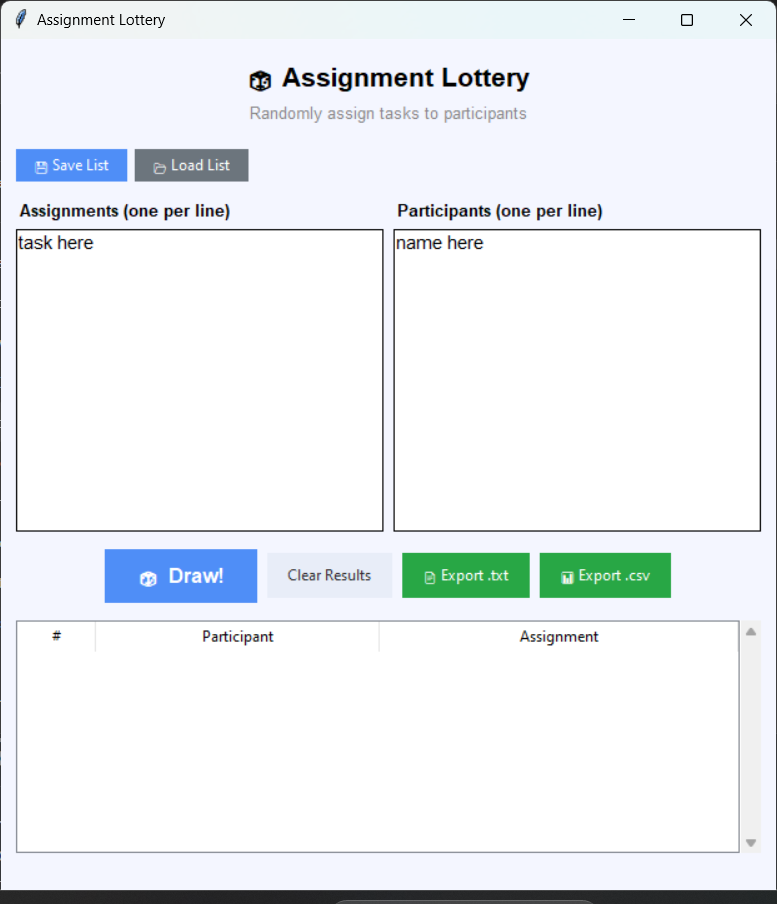 Assignment Lottery
Assignment Lottery
Randomly assign tasks to participants
Save List Load List
Assignments (one per line) Participants (one per line)
task here name here
Draw! Clear Results Export .txt Export .csv
# Participant Assignment